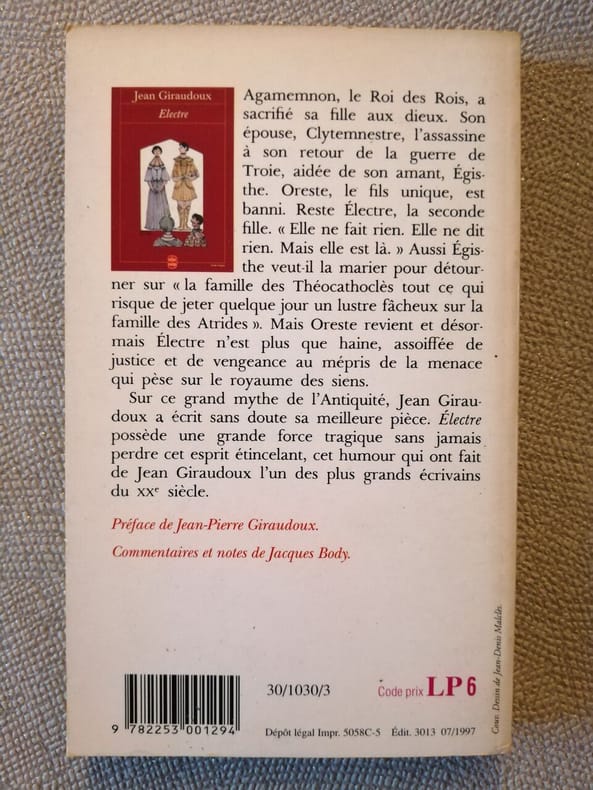 Jean Giraudoux
Electre
Agamemnon, le Roi des Rois, a
sacrifié sa fille aux dieux. Son
épouse, Clytemnestre, l'assassine
à son retour de la guerre de
Troie, aidée de son amant, Égis-
the. Oreste, le fils unique, est
banni. Reste Électre, la seconde
fille. « Elle ne fait rien. Elle ne dit
rien. Mais elle est là. » Aussi Égis-
the veut-il la marier pour détour-
ner sur « la famille des Théocathoclès tout ce qui
risque de jeter quelque jour un lustre fâcheux sur la
famille des Atrides ». Mais Oreste revient et désor-
mais Électre n'est plus que haine, assoiffée de
justice et de vengeance au mépris de la menace
qui pèse sur le royaume des siens.
Sur ce grand mythe de l'Antiquité, Jean Girau-
doux a écrit sans doute sa meilleure pièce. Électre
possède une grande force tragique sans jamais
perdre cet esprit étincelant, cet humour qui ont fait
de Jean Giraudoux l'un des plus grands écrivains
du XXe siècle.
Préface de Jean-Pierre Giraudoux.
Commentaires et notes de Jacques Body.
Couv. Dessin de Jean-Denis Malclès.
30/1030/3
Code prix LP 6
9 782253 001294
Dépôt légal Impr. 5058C-5 Édit. 3013 07/1997